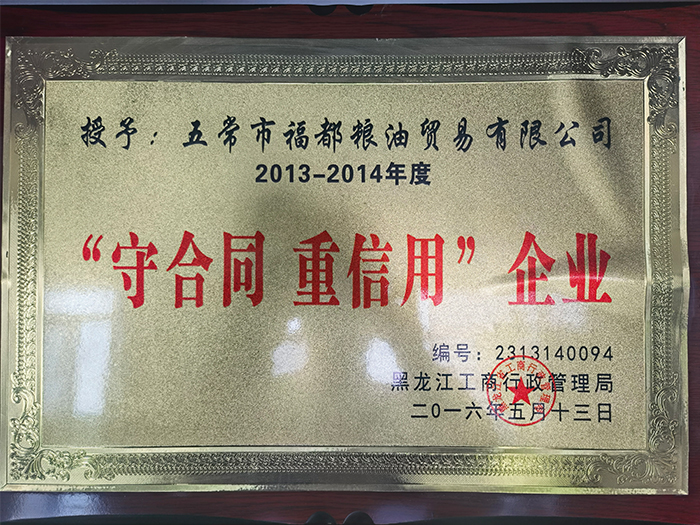 授予：五常市福都粮油贸易有限公司
2013-2014年度
“守合同 重信用”企业
编号：2313140094
黑龙江工商行政管理局
二〇一六年五月十三日